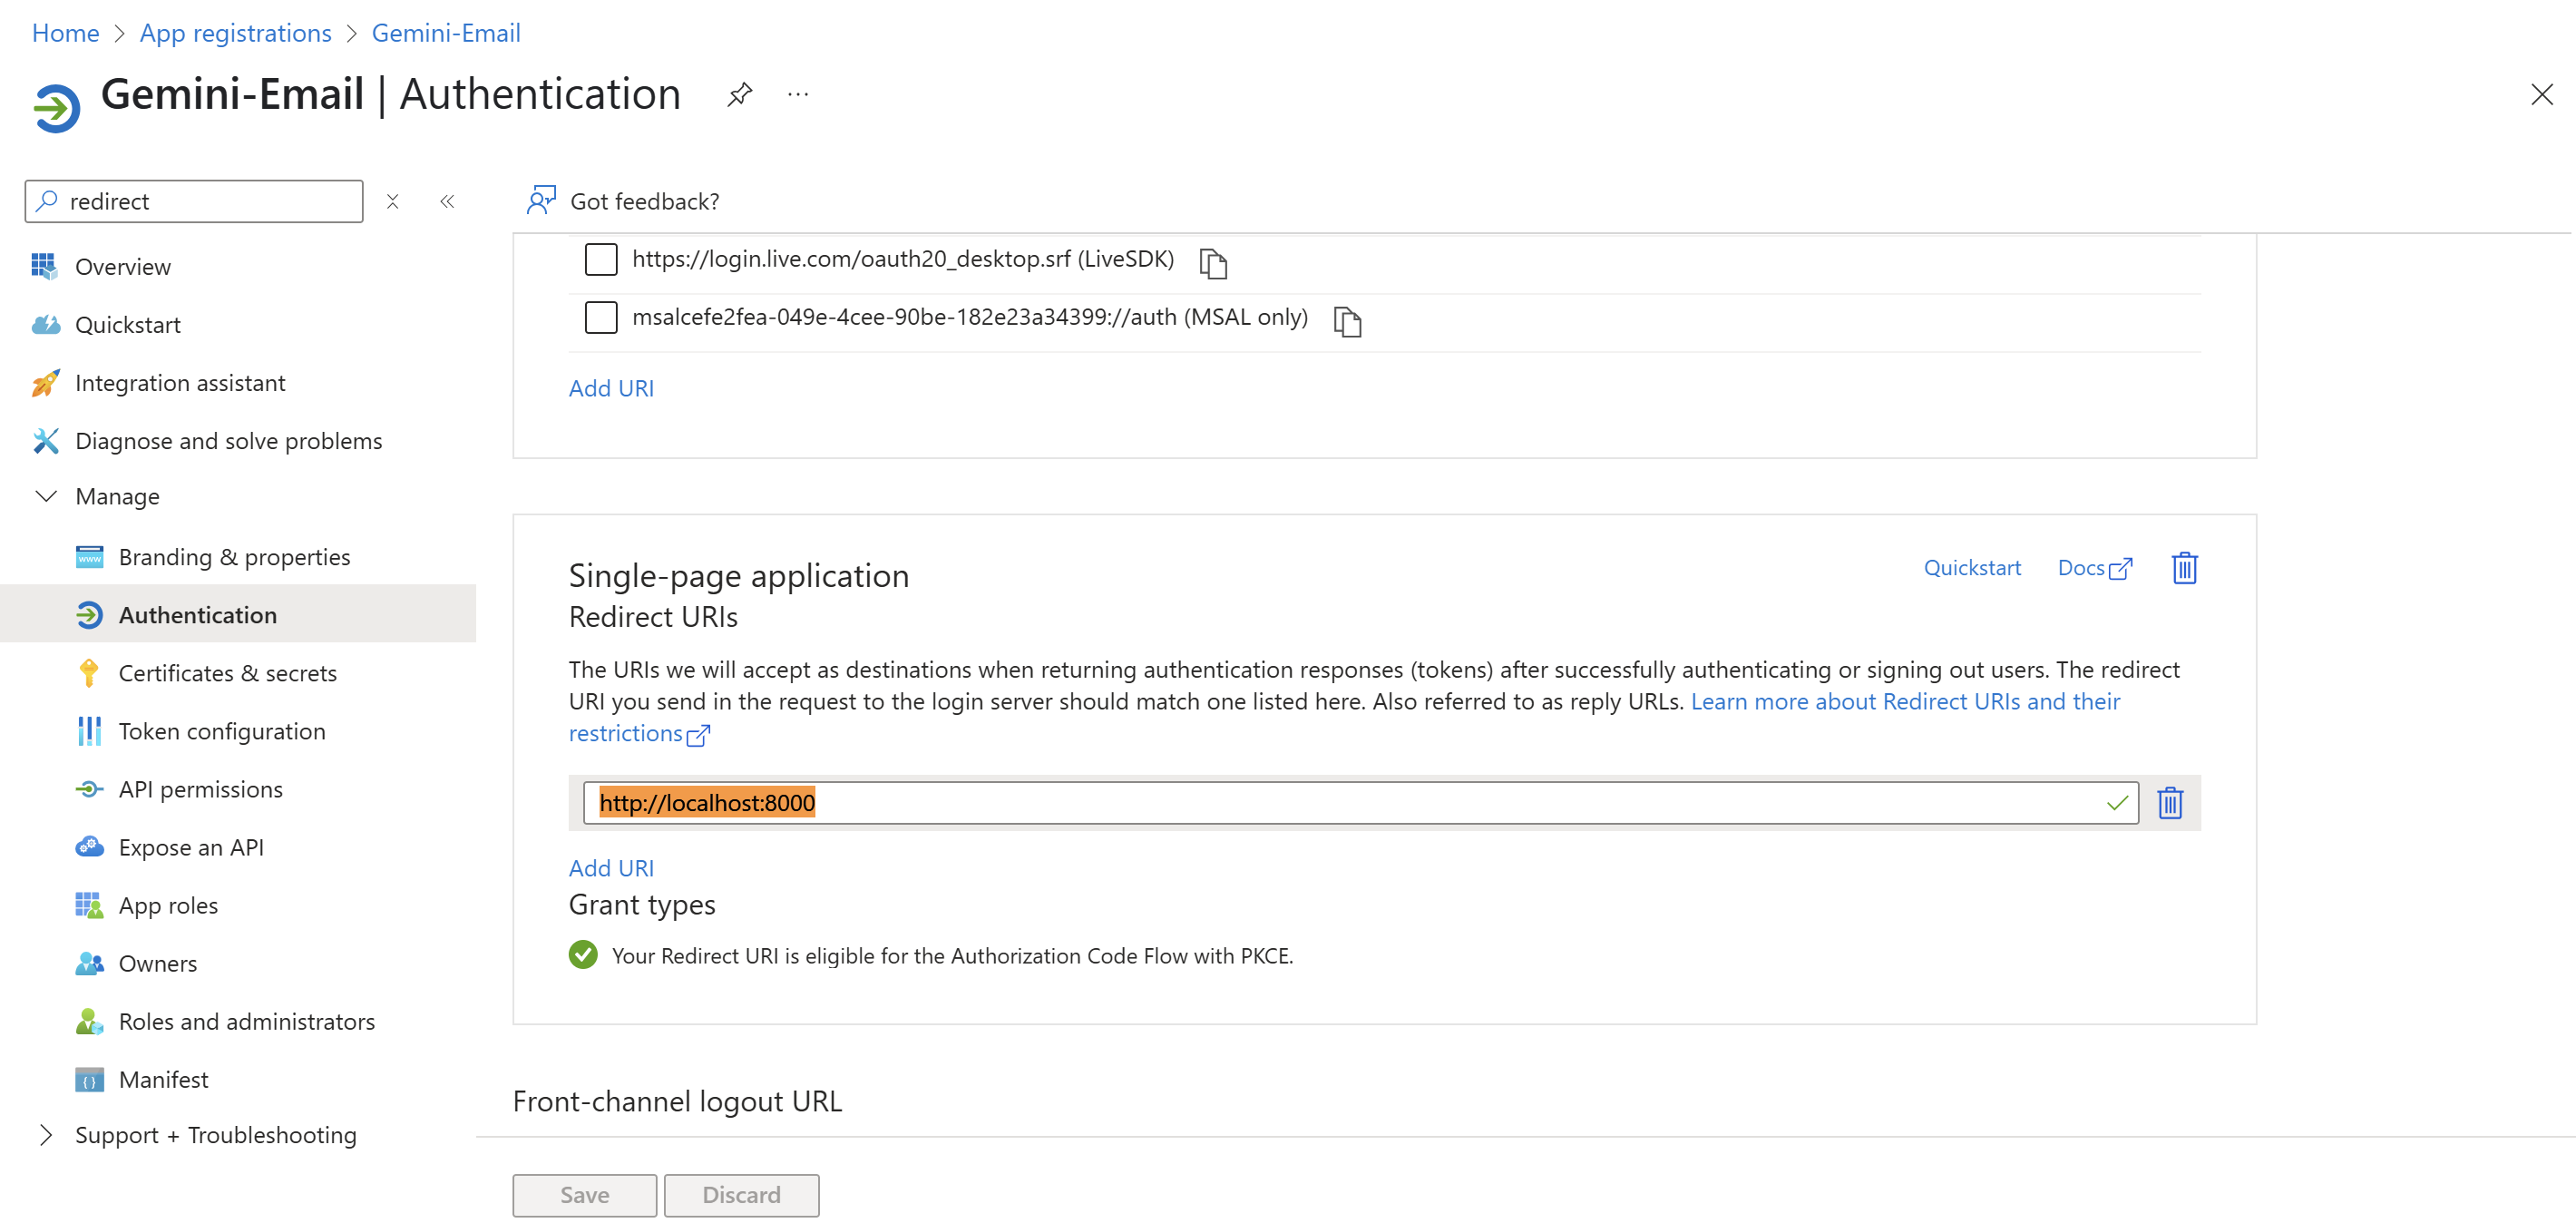 Home > App registrations > Gemini-Email
Gemini-Email | Authentication
redirect
Overview
Quickstart
Integration assistant
Diagnose and solve problems
Manage
Branding & properties
Authentication
Certificates & secrets
Token configuration
API permissions
Expose an API
App roles
Owners
Roles and administrators
Manifest
Support + Troubleshooting
Got feedback?
https://login.live.com/oauth20_desktop.srf (LiveSDK)
msalcefe2fea-049e-4cee-90be-182e23a34399://auth (MSAL only)
Add URI
Single-page application
Quickstart Docs
Redirect URIs
The URIs we will accept as destinations when returning authentication responses (tokens) after successfully authenticating or signing out users. The redirect
URI you send in the request to the login server should match one listed here. Also referred to as reply URLs. Learn more about Redirect URIs and their
restrictions
http://localhost:8000
Add URI
Grant types
Your Redirect URI is eligible for the Authorization Code Flow with PKCE.
Front-channel logout URL
Save Discard